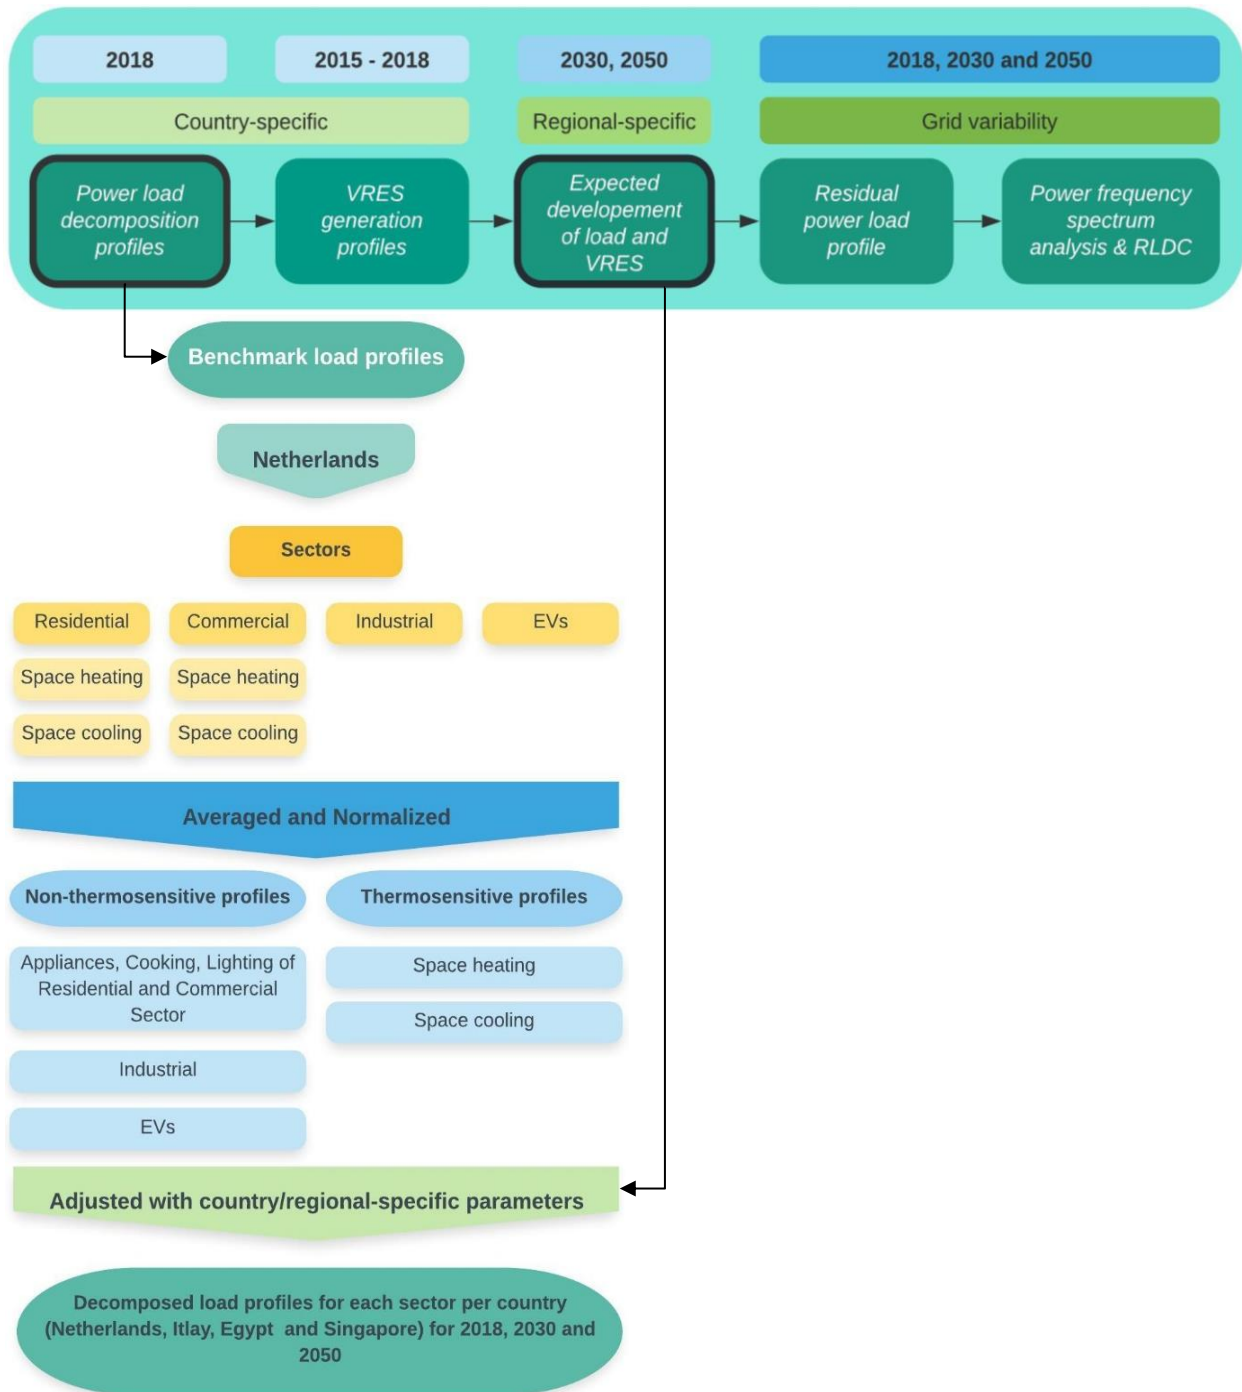 2018
2015 - 2018
2030, 2050
2018, 2030 and 2050
Country-specific
Regional-specific
Grid variability
Power load
decomposition
profiles
VRES
generation
profiles
Expected
developement
of load and
VRES
Residual
power load
profile
Power frequency
spectrum
analysis & RLDC
Benchmark load profiles
Netherlands
Sectors
Residential
Commercial
Industrial
EVs
Space heating
Space heating
Space cooling
Space cooling
Averaged and Normalized
Non-thermosensitive profiles
Thermosensitive profiles
Appliances, Cooking, Lighting of
Residential and Commercial
Sector
Space heating
Space cooling
Industrial
EVs
Adjusted with country/regional-specific parameters
Decomposed load profiles for each sector per country
(Netherlands, Itlay, Egypt and Singapore) for 2018, 2030 and
2050